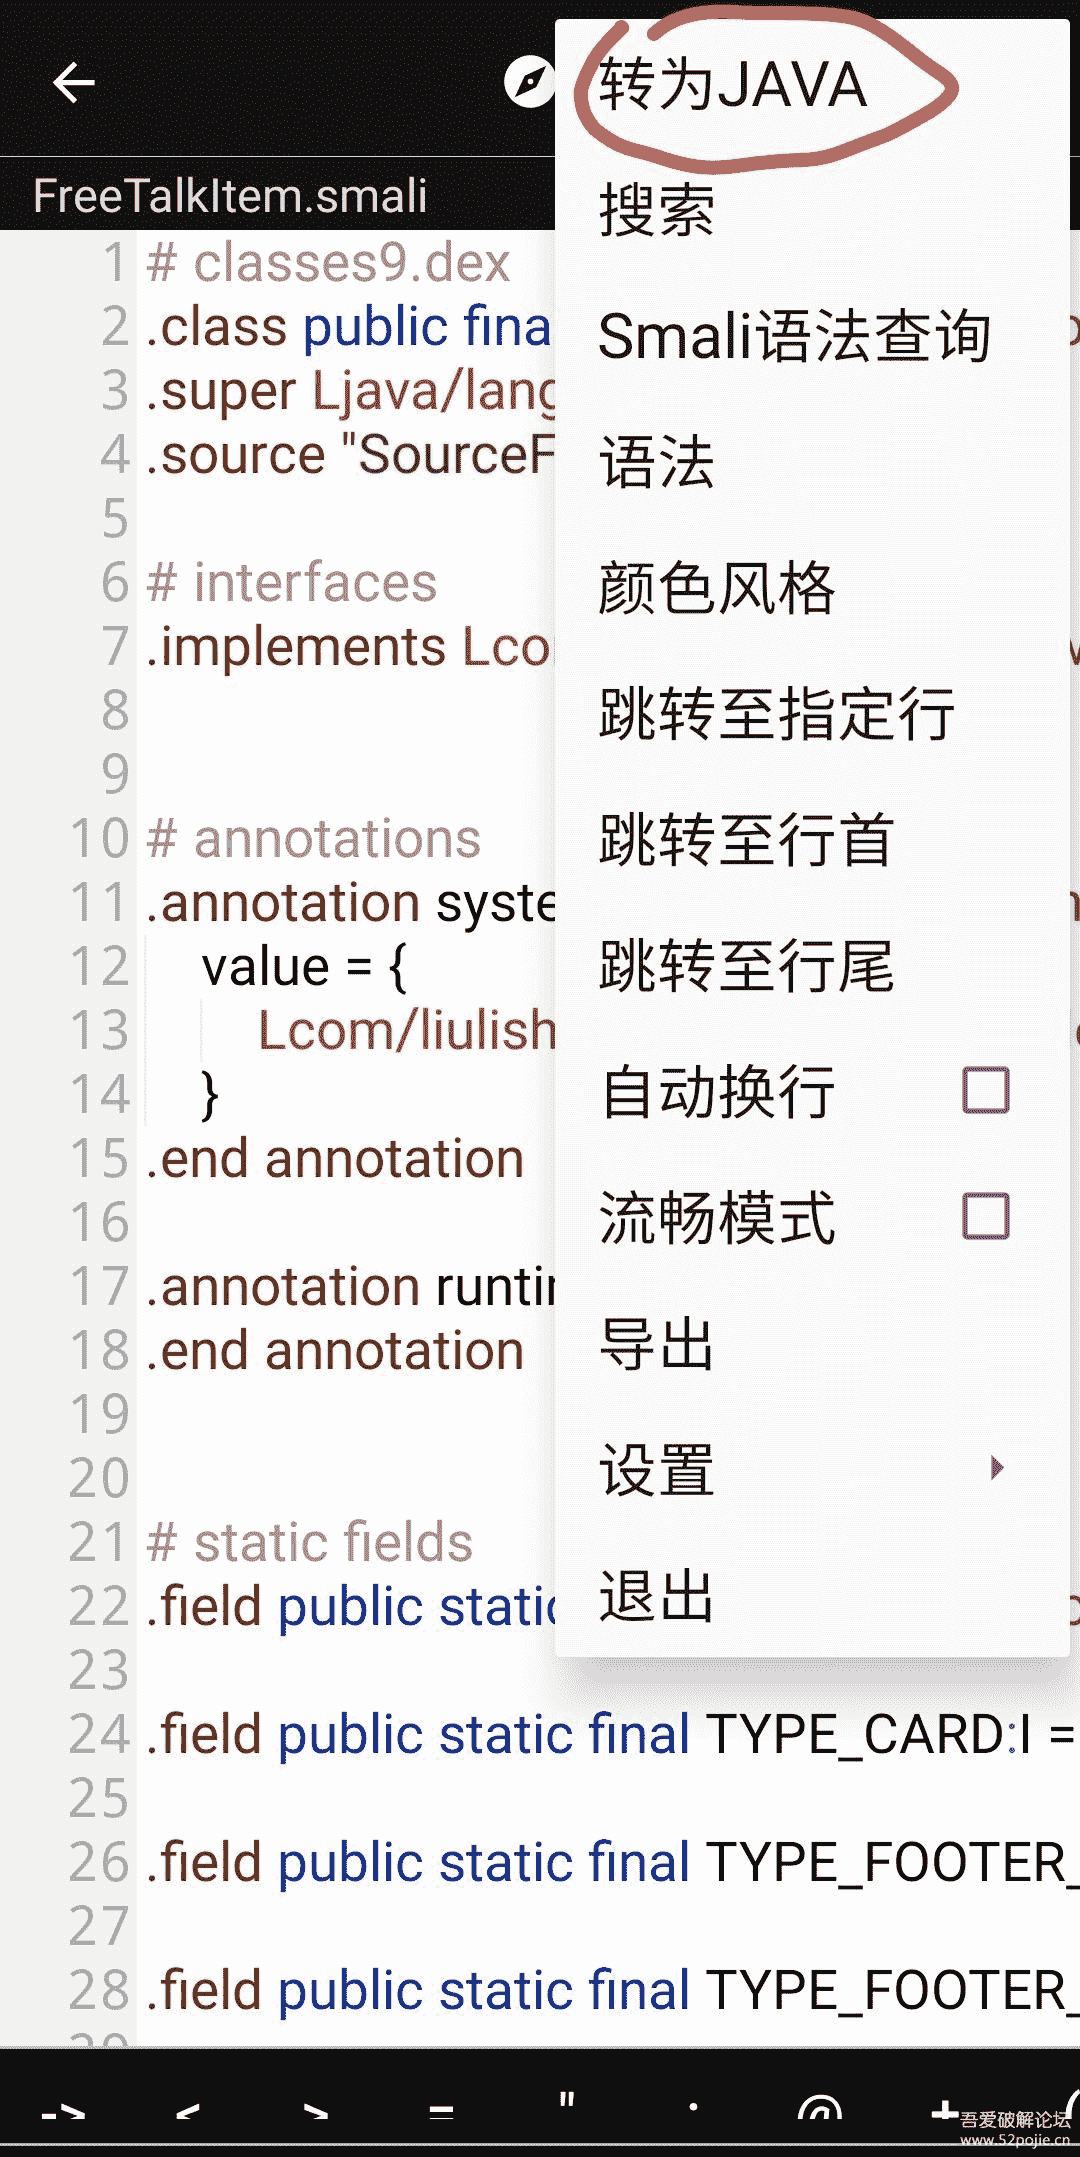 转为JAVA
FreeTalkItem.smali
搜索
Smali语法查询
语法
颜色风格
跳转至指定行
跳转至行首
跳转至行尾
自动换行
流畅模式
导出
设置
退出
1 # classes9.dex
2 .class public fina
3 .super Ljava/lang
4 .source "SourceF
5
6 # interfaces
7 .implements Lco
8
9
10 # annotations
11 .annotation syste
12 value = {
13 Lcom/liulish
14 }
15 .end annotation
16
17 .annotation runti
18 .end annotation
19
20
21 # static fields
22 .field public static
23
24 .field public static final TYPE_CARD:I =
25
26 .field public static final TYPE_FOOTER_
27
28 .field public static final TYPE_FOOTER_
29
-> < > = " . @ + (
吾爱破解论坛
www.52pojie.cn